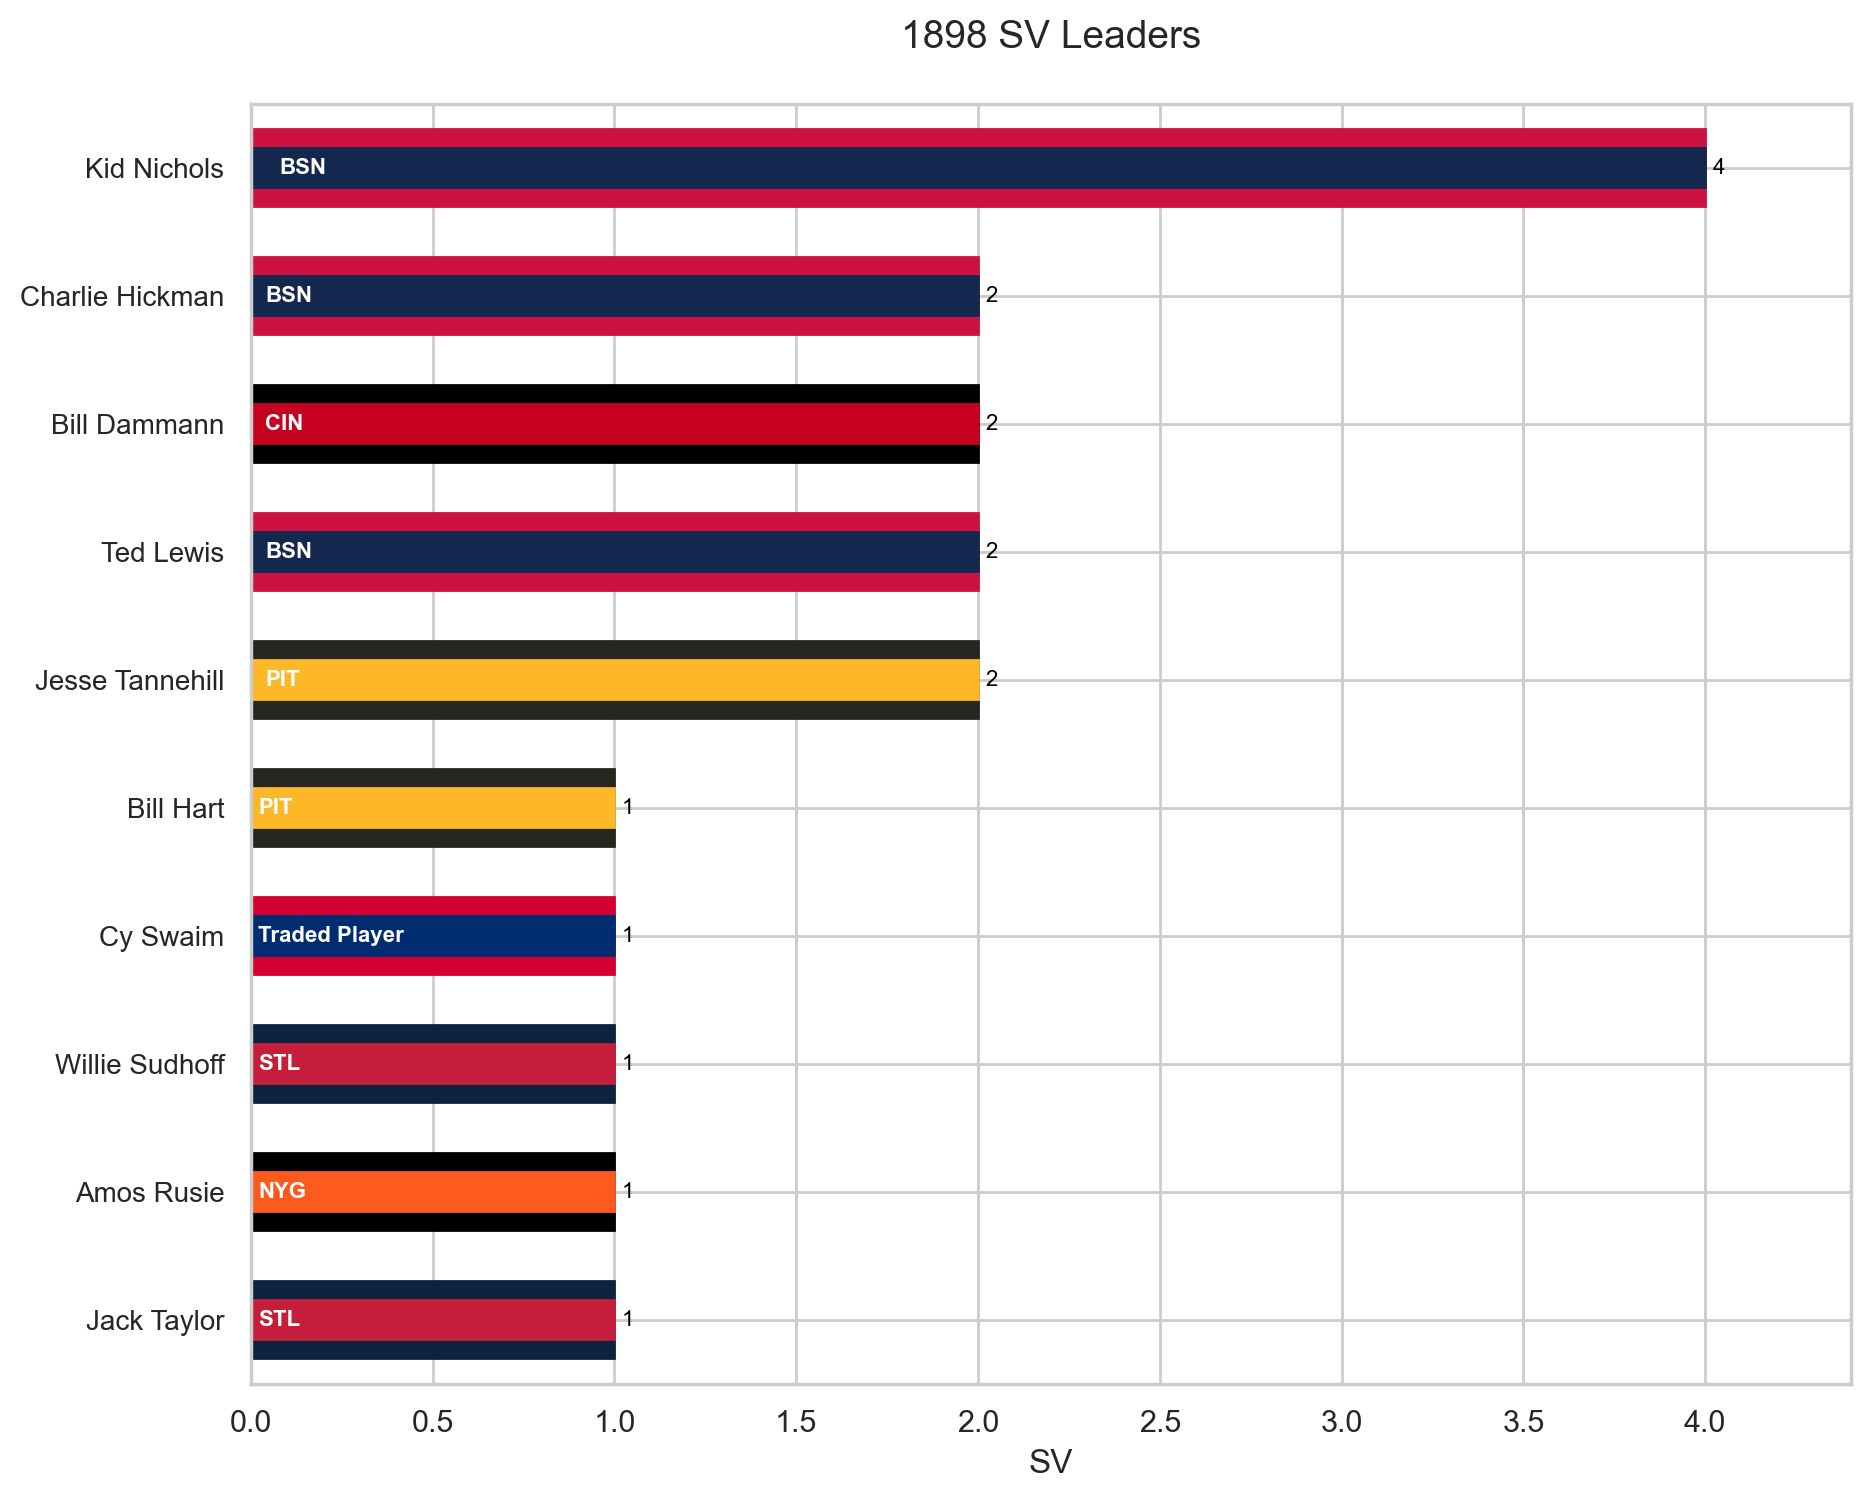 1898 SV Leaders
Kid Nichols BSN 4
Charlie Hickman BSN 2
Bill Dammann CIN 2
Ted Lewis BSN 2
Jesse Tannehill PIT 2
Bill Hart PIT 1
Cy Swaim Traded Player 1
Willie Sudhoff STL 1
Amos Rusie NYG 1
Jack Taylor STL 1
0.0 0.5 1.0 1.5 2.0 2.5 3.0 3.5 4.0
SV